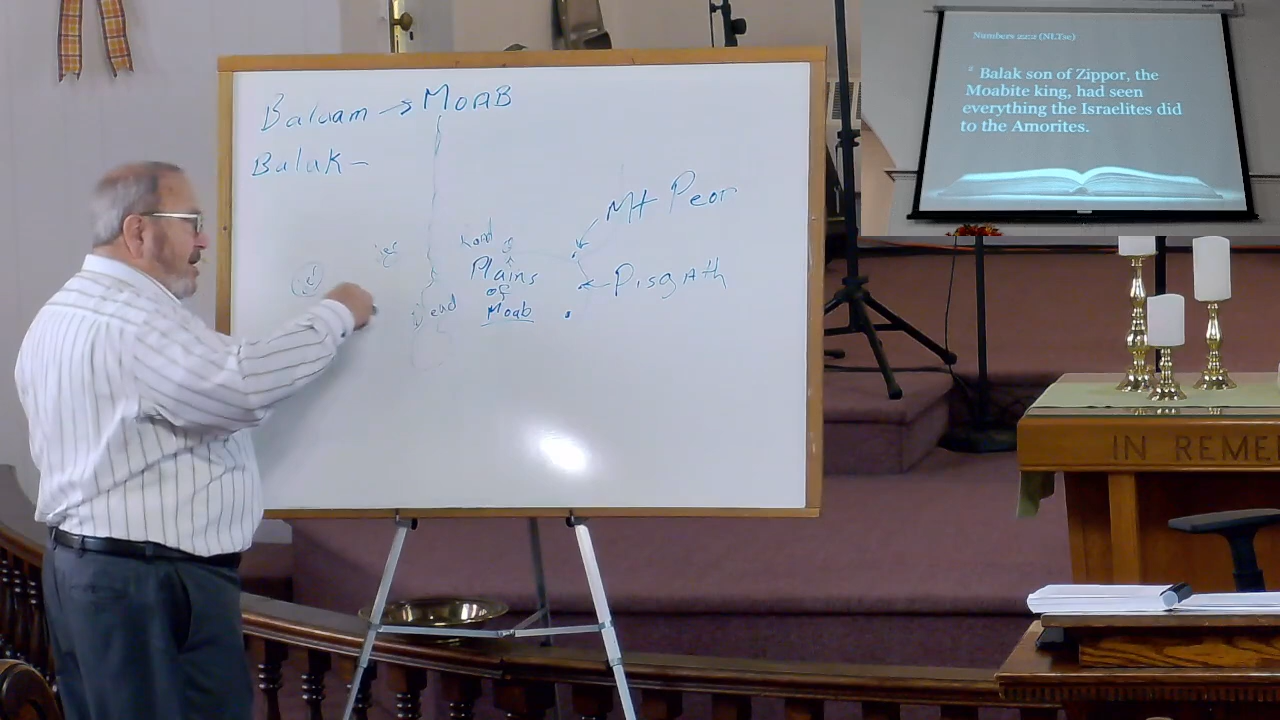 Balaam → MOAB
Balak –
Mt Peor
Plains
of
Moab
Pisgath
Dead
Numbers 22:2 (NLTse)
² Balak son of Zippor, the
Moabite king, had seen
everything the Israelites did
to the Amorites.
IN REME